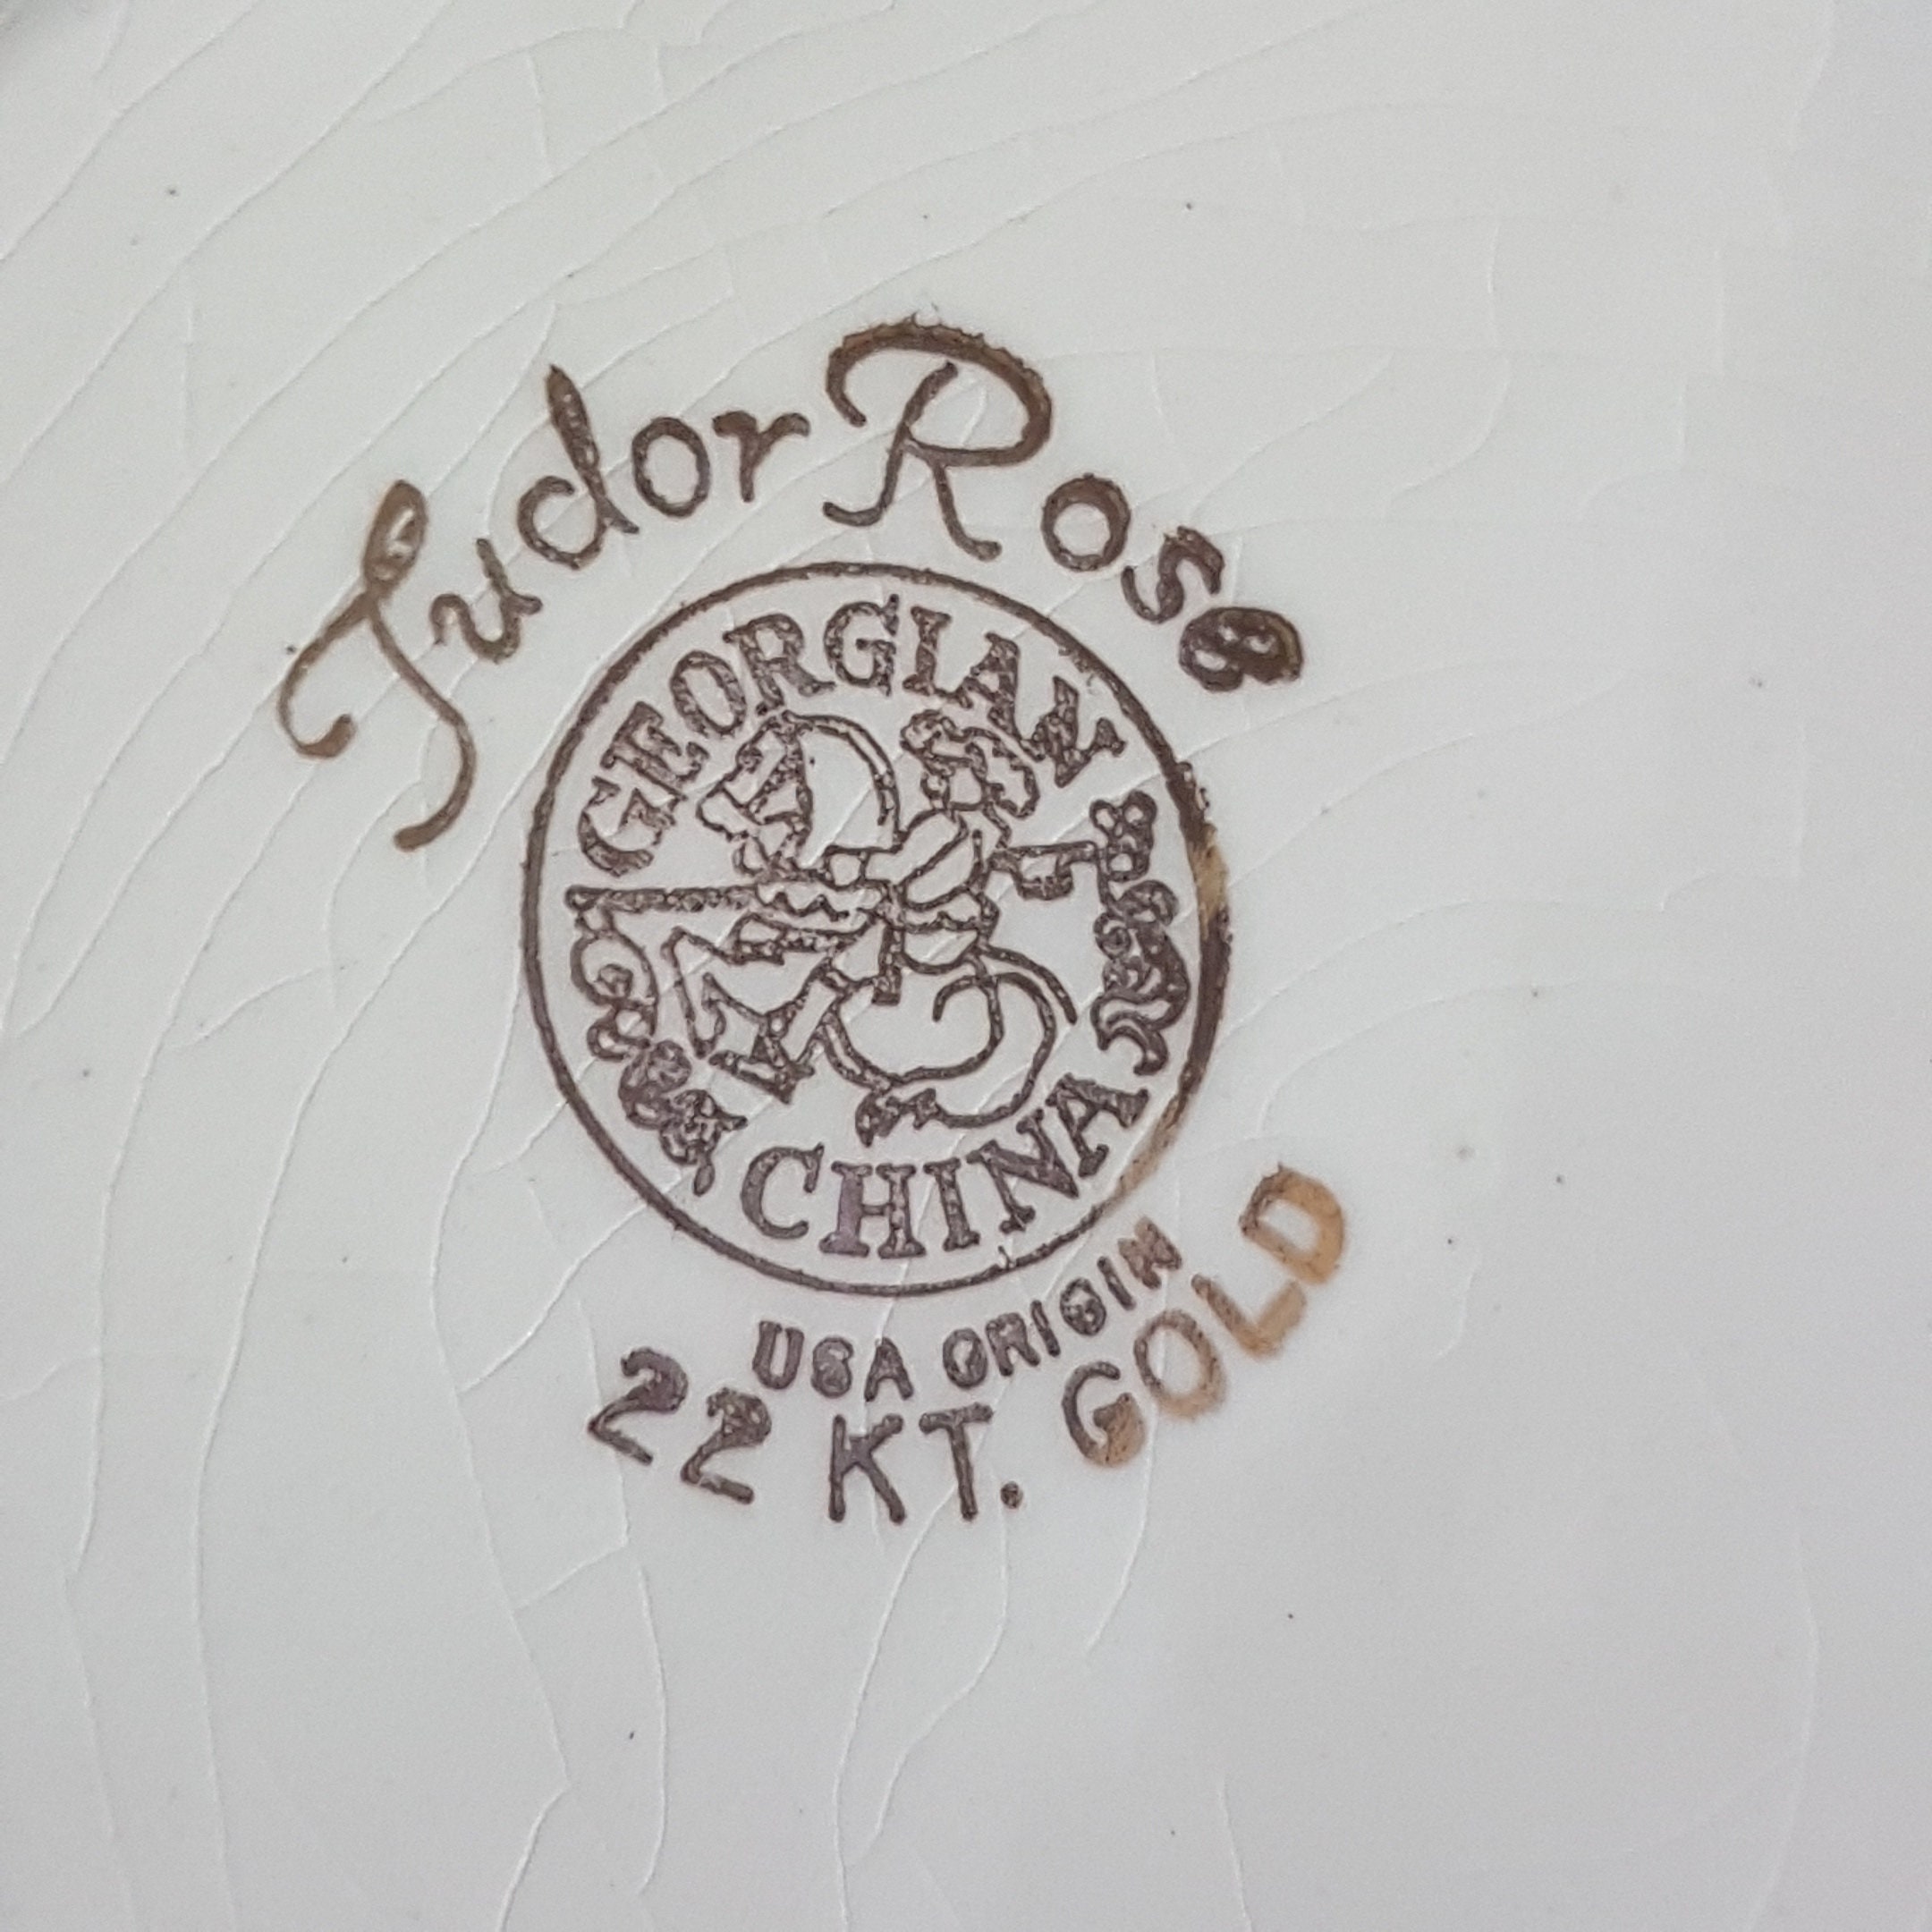 Tudor Rose
GEORGIAN
CHINA
USA ORIGIN
22 KT. GOLD